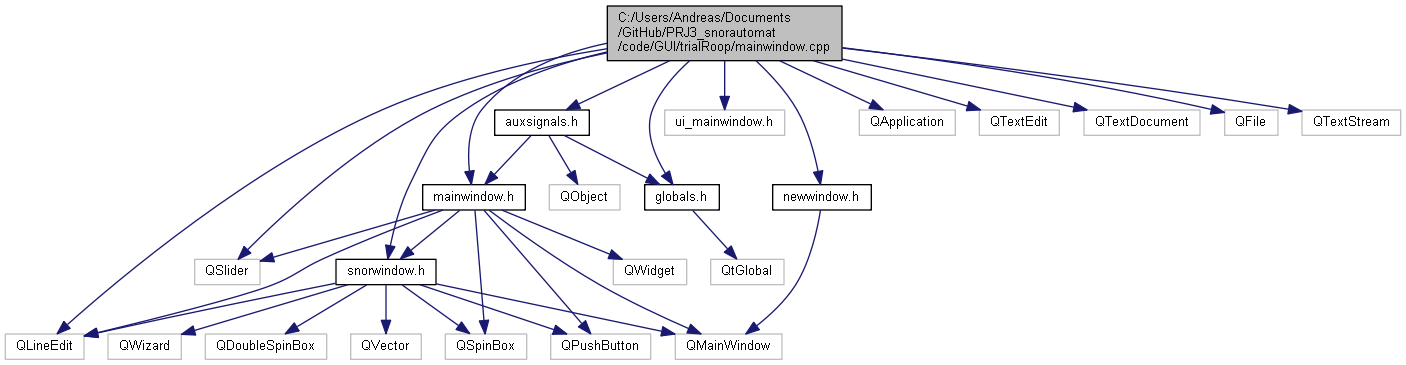 C:/Users/Andreas/Documents
/GitHub/PRJ3_snorautomat
/code/GUI/trialRoop/mainwindow.cpp
auxsignals.h
ui_mainwindow.h
QApplication
QTextEdit
QTextDocument
QFile
QTextStream
mainwindow.h
QObject
globals.h
newwindow.h
QSlider
snorwindow.h
QWidget
QtGlobal
QLineEdit
QWizard
QDoubleSpinBox
QVector
QSpinBox
QPushButton
QMainWindow